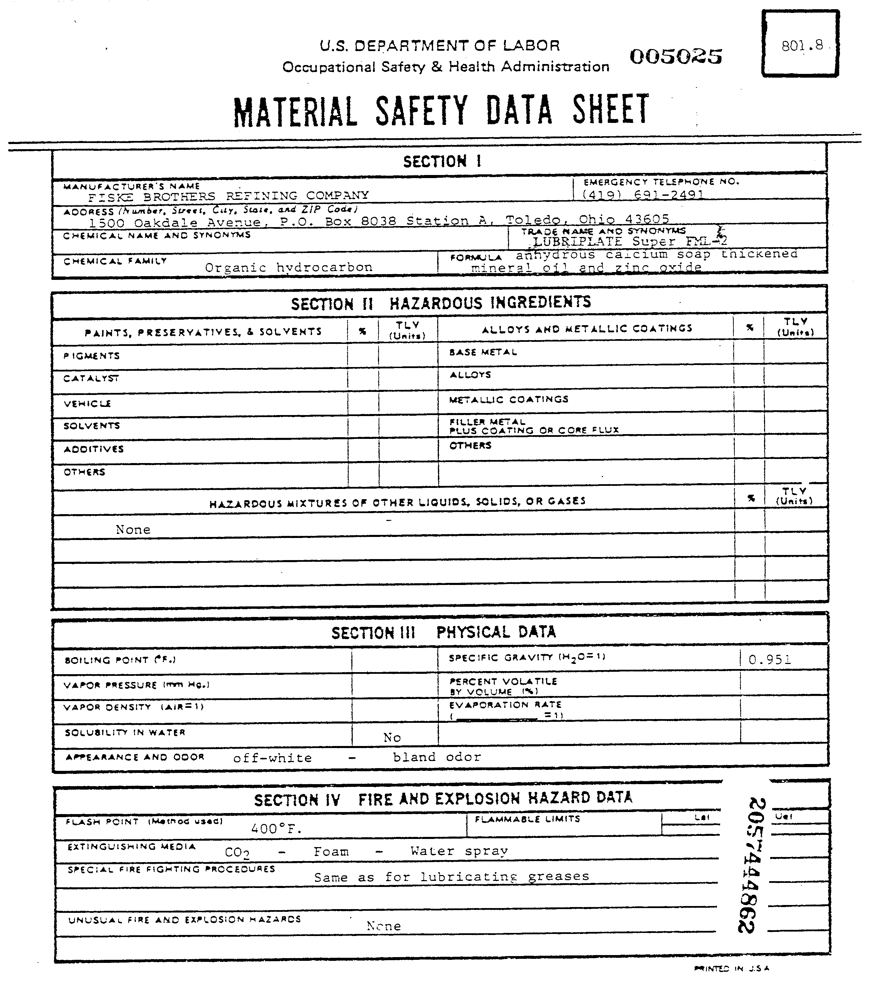 U.S. DEPARTMENT OF LABOR
Occupational Safety & Health Administration
005025
801.8
MATERIAL SAFETY DATA SHEET
SECTION I
MANUFACTURER'S NAME
FISKE BROTHERS REFINING COMPANY
EMERGENCY TELEPHONE NO.
(419) 691-2491
ADDRESS (Number, Street, City, State, and ZIP Code)
1500 Oakdale Avenue, P.O. Box 8038 Station A, Toledo, Ohio 43605
CHEMICAL NAME AND SYNONYMS
TRADE NAME AND SYNONYMS
LUBRIPLATE Super FML-2
CHEMICAL FAMILY
Organic hydrocarbon
FORMULA anhydrous calcium soap thickened
mineral oil and zinc oxide
SECTION II HAZARDOUS INGREDIENTS
PAINTS, PRESERVATIVES, & SOLVENTS % TLV (Units) ALLOYS AND METALLIC COATINGS % TLV (Units)
PIGMENTS BASE METAL
CATALYST ALLOYS
VEHICLE METALLIC COATINGS
SOLVENTS FILLER METAL
PLUS COATING OR CORE FLUX
ADDITIVES OTHERS
OTHERS
HAZARDOUS MIXTURES OF OTHER LIQUIDS, SOLIDS, OR GASES % TLV (Units)
None
SECTION III PHYSICAL DATA
BOILING POINT (°F.) SPECIFIC GRAVITY (H2O=1) 0.951
VAPOR PRESSURE (mm Hg.) PERCENT VOLATILE
BY VOLUME (%)
VAPOR DENSITY (AIR=1) EVAPORATION RATE
( =1)
SOLUBILITY IN WATER No
APPEARANCE AND ODOR off-white - bland odor
SECTION IV FIRE AND EXPLOSION HAZARD DATA
FLASH POINT (Method used) 400°F. FLAMMABLE LIMITS Lel Uel
EXTINGUISHING MEDIA CO2 - Foam - Water spray
SPECIAL FIRE FIGHTING PROCEDURES Same as for lubricating greases
UNUSUAL FIRE AND EXPLOSION HAZARDS None
2057444862
PRINTED IN U.S.A